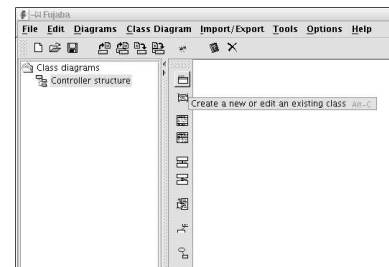 Fujaba
File Edit Diagrams Class Diagram Import/Export Tools Options Help
Class diagrams
Controller structure
Create a new or edit an existing class Alt-C